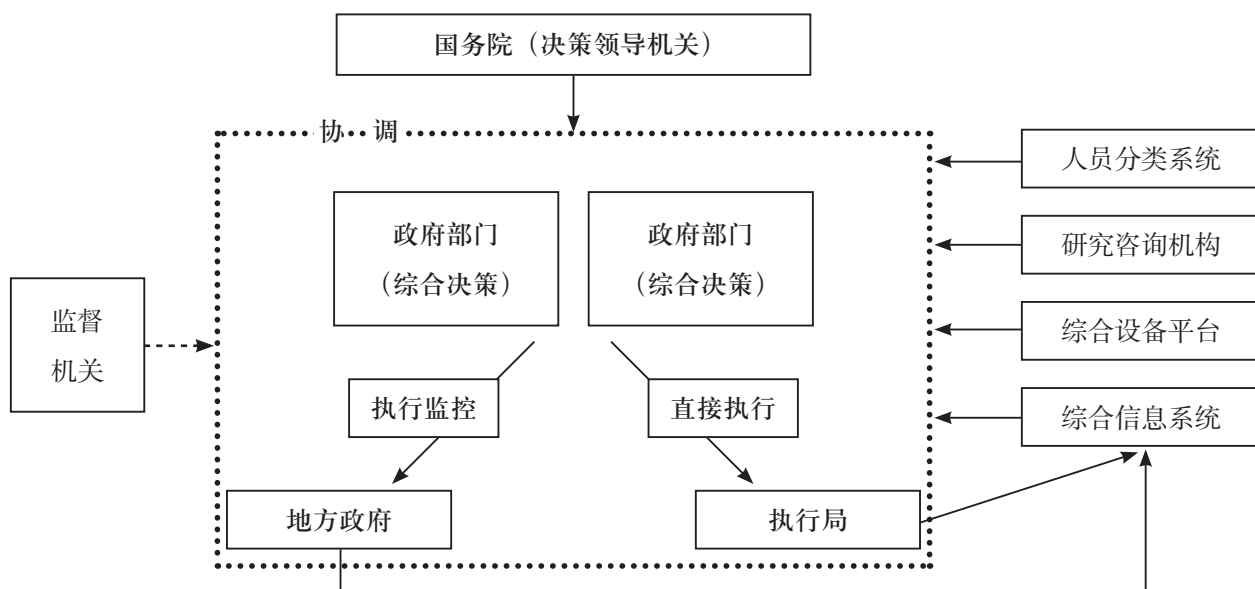 国务院（决策领导机关）
协调
人员分类系统
政府部门
（综合决策）
政府部门
（综合决策）
研究咨询机构
监督
机关
综合设备平台
执行监控
直接执行
综合信息系统
地方政府
执行局